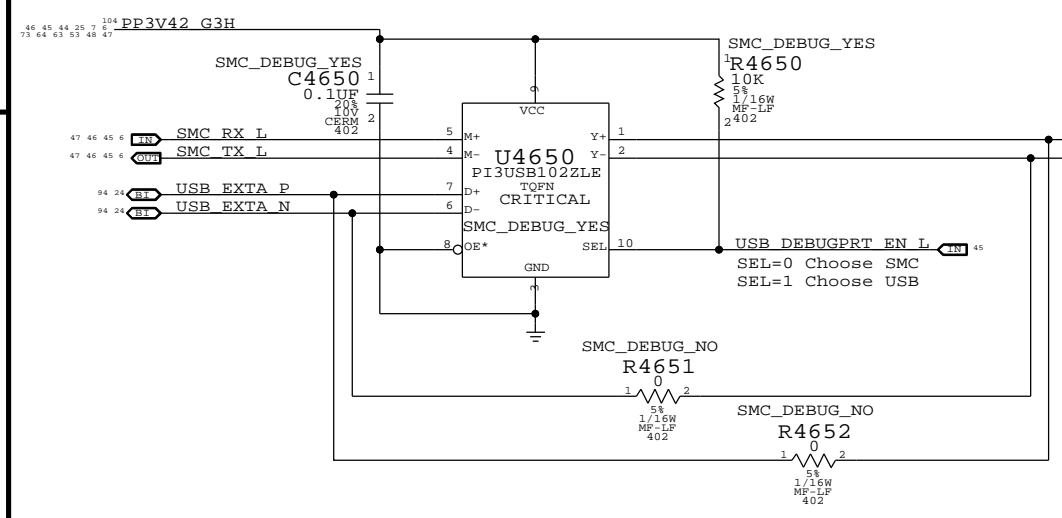 104 PP3V42_G3H
46 45 44 25 7 6
73 64 63 53 48 47
SMC_DEBUG_YES
C4650 1
0.1UF
20%
10V
CERM 2
402
SMC_DEBUG_YES
1 R4650
10K
5%
1/16W
MF-LF
2 402
9
VCC
47 46 45 6 IN SMC_RX_L 5 M+ Y+ 1
47 46 45 6 OUT SMC_TX_L 4 M- Y- 2
U4650
PI3USB102ZLE
TQFN
CRITICAL
94 24 BI USB_EXTA_P 7 D+
94 24 BI USB_EXTA_N 6 D-
SMC_DEBUG_YES
8 OE* SEL 10 USB_DEBUGPRT_EN_L IN 45
SEL=0 Choose SMC
SEL=1 Choose USB
GND
3
SMC_DEBUG_NO
R4651
0
1 2
5%
1/16W
MF-LF
402
SMC_DEBUG_NO
R4652
0
1 2
5%
1/16W
MF-LF
402